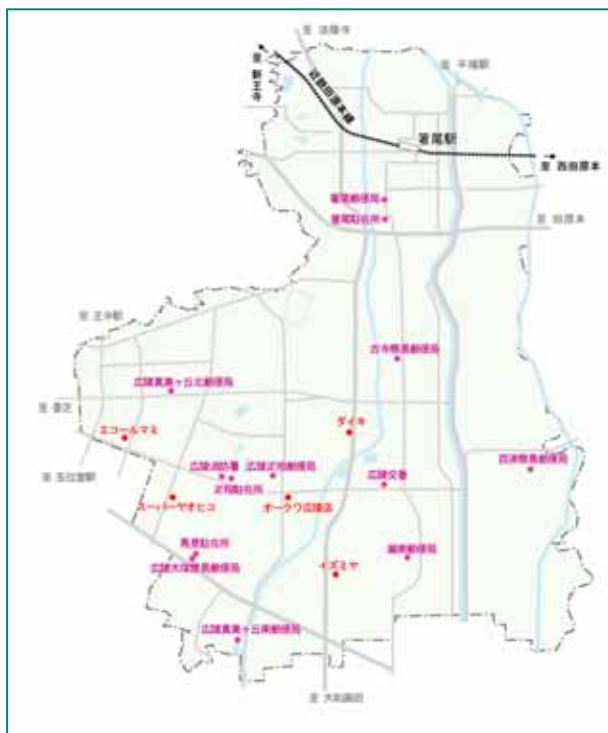 至 法隆寺
至 平端駅
至 新王寺
近鉄田原本線
箸尾駅
至 西田原本
箸尾郵便局
箸尾駐在所
至 田原本
古寺簡易郵便局
広陵真美ヶ丘北郵便局
至 香芝
ダイキ
エコールマミ
広陵消防署
広陵疋相郵便局
疋相駐在所
至 五位堂駅
広陵交番
百済簡易郵便局
スーパーヤオヒコ
オークワ広陵店
馬見駐在所
広陵大塚簡易郵便局
イズミヤ
広陵真美ヶ丘南郵便局
至 大和高田